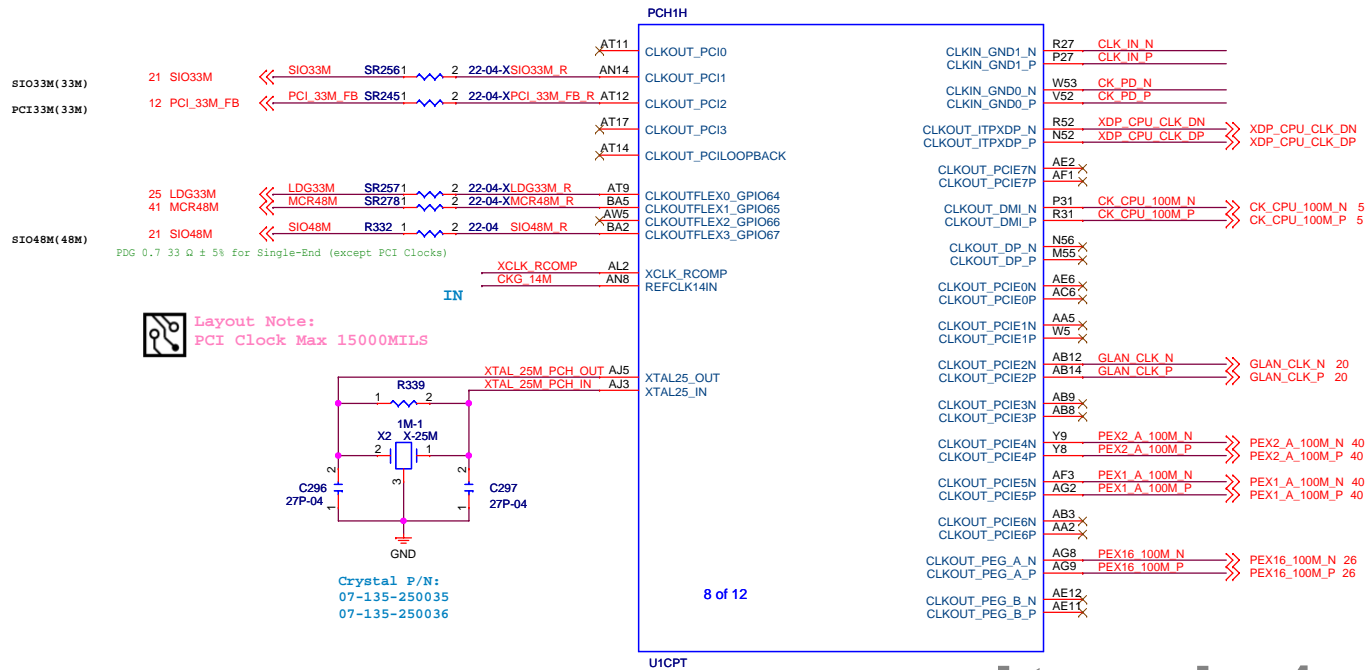 PCH1H
AT11 CLKOUT_PCI0
SIO33M(33M) 21 SIO33M SIO33M SR256 1 2 22-04-X SIO33M_R AN14 CLKOUT_PCI1
PCI33M(33M) 12 PCI_33M_FB PCI_33M_FB SR245 1 2 22-04-X PCI_33M_FB_R AT12 CLKOUT_PCI2
AT17 CLKOUT_PCI3
AT14 CLKOUT_PCILOOPBACK
25 LDG33M LDG33M SR257 1 2 22-04-X LDG33M_R AT9 CLKOUTFLEX0_GPIO64
41 MCR48M MCR48M SR278 1 2 22-04-X MCR48M_R BA5 CLKOUTFLEX1_GPIO65
AW5 CLKOUTFLEX2_GPIO66
SIO48M(48M) 21 SIO48M SIO48M R332 1 2 22-04 SIO48M_R BA2 CLKOUTFLEX3_GPIO67
PDG 0.7 33 Ω ± 5% for Single-End (except PCI Clocks)
XCLK_RCOMP AL2 XCLK_RCOMP
CKG_14M AN8 REFCLK14IN
IN
Layout Note:
PCI Clock Max 15000MILS
XTAL_25M_PCH_OUT AJ5 XTAL25_OUT
XTAL_25M_PCH_IN AJ3 XTAL25_IN
R339
1 2
1M-1
X2 X-25M
2 1
3
2 2
C296 C297
27P-04 27P-04
1 1
GND
Crystal P/N:
07-135-250035
07-135-250036
CLKIN_GND1_N R27 CLK_IN_N
CLKIN_GND1_P P27 CLK_IN_P
CLKIN_GND0_N W53 CK_PD_N
CLKIN_GND0_P V52 CK_PD_P
CLKOUT_ITPXDP_N R52 XDP_CPU_CLK_DN XDP_CPU_CLK_DN
CLKOUT_ITPXDP_P N52 XDP_CPU_CLK_DP XDP_CPU_CLK_DP
CLKOUT_PCIE7N AE2
CLKOUT_PCIE7P AF1
CLKOUT_DMI_N P31 CK_CPU_100M_N CK_CPU_100M_N 5
CLKOUT_DMI_P R31 CK_CPU_100M_P CK_CPU_100M_P 5
CLKOUT_DP_N N56
CLKOUT_DP_P M55
CLKOUT_PCIE0N AE6
CLKOUT_PCIE0P AC6
CLKOUT_PCIE1N AA5
CLKOUT_PCIE1P W5
CLKOUT_PCIE2N AB12 GLAN_CLK_N GLAN_CLK_N 20
CLKOUT_PCIE2P AB14 GLAN_CLK_P GLAN_CLK_P 20
CLKOUT_PCIE3N AB9
CLKOUT_PCIE3P AB8
CLKOUT_PCIE4N Y9 PEX2_A_100M_N PEX2_A_100M_N 40
CLKOUT_PCIE4P Y8 PEX2_A_100M_P PEX2_A_100M_P 40
CLKOUT_PCIE5N AF3 PEX1_A_100M_N PEX1_A_100M_N 40
CLKOUT_PCIE5P AG2 PEX1_A_100M_P PEX1_A_100M_P 40
CLKOUT_PCIE6N AB3
CLKOUT_PCIE6P AA2
CLKOUT_PEG_A_N AG8 PEX16_100M_N PEX16_100M_N 26
CLKOUT_PEG_A_P AG9 PEX16_100M_P PEX16_100M_P 26
CLKOUT_PEG_B_N AE12
CLKOUT_PEG_B_P AE11
8 of 12
U1CPT